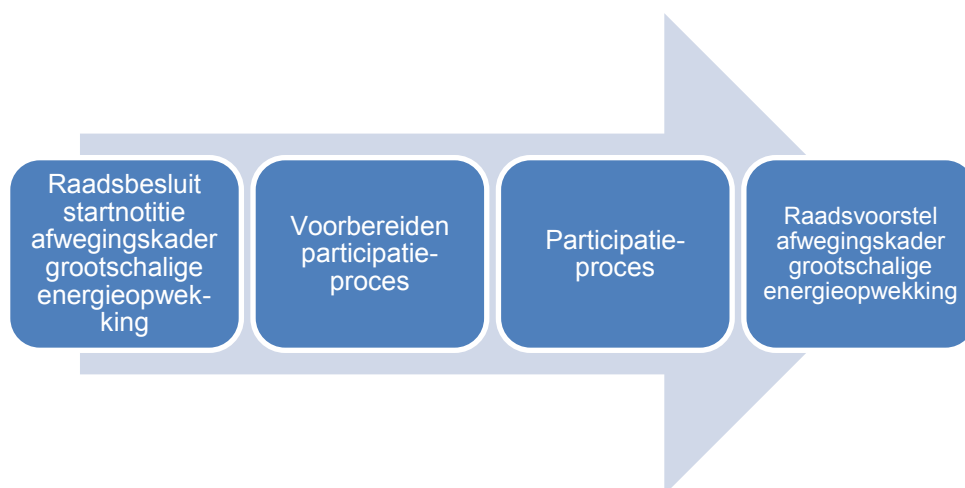 Raadsbesluit
startnotitie
afwegingskader
grootschalige
energieopwek-
king
Voorbereiden
participatie-
proces
Participatie-
proces
Raadsvoorstel
afwegingskader
grootschalige
energieopwekking